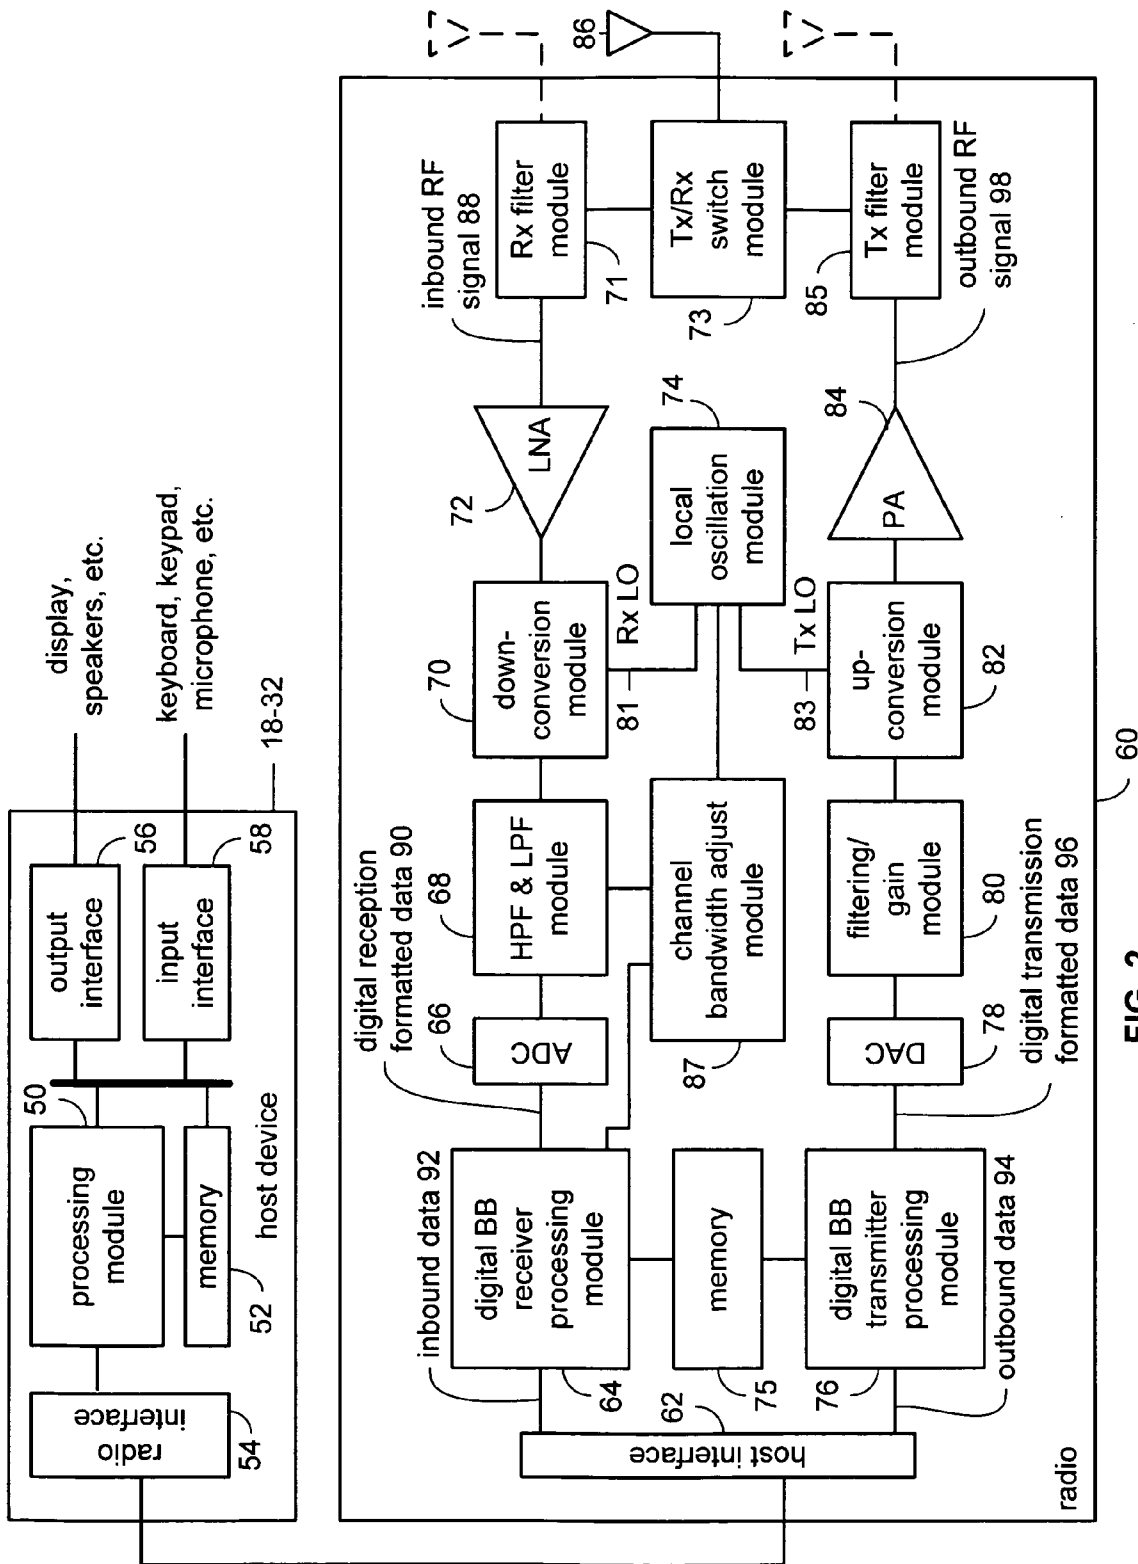 radio
interface
54
processing
module
50
memory
52
host device
output
interface
56
input
interface
58
18-32
display,
speakers, etc.
keyboard, keypad,
microphone, etc.
radio
60
host interface
62
inbound data 92
digital BB
receiver
processing
module
64
memory
75
digital BB
transmitter
processing
module
76
outbound data 94
digital reception
formatted data 90
ADC
66
HPF & LPF
module
68
down-
conversion
module
70
LNA
72
inbound RF
signal 88
Rx filter
module
71
Tx/Rx
switch
module
73
86
channel
bandwidth adjust
module
87
local
oscillation
module
74
Rx LO
81
Tx LO
83
digital transmission
formatted data 96
DAC
78
filtering/
gain
module
80
up-
conversion
module
82
PA
84
outbound RF
signal 98
Tx filter
module
85
FIG. 2